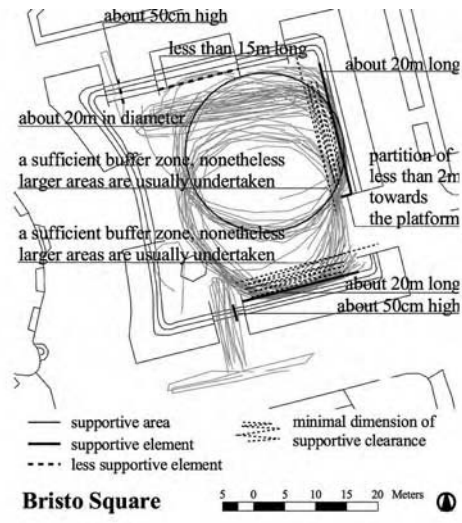 about 50cm high
less than 15m long
about 20m long
about 20m in diameter
a sufficient buffer zone, nonetheless
larger areas are usually undertaken
partition of
less than 2m
towards
the platform
a sufficient buffer zone, nonetheless
larger areas are usually undertaken
about 20m long
about 50cm high
supportive area
supportive element
less supportive element
minimal dimension of
supportive clearance
Bristo Square
5 0 5 10 15 20 Meters